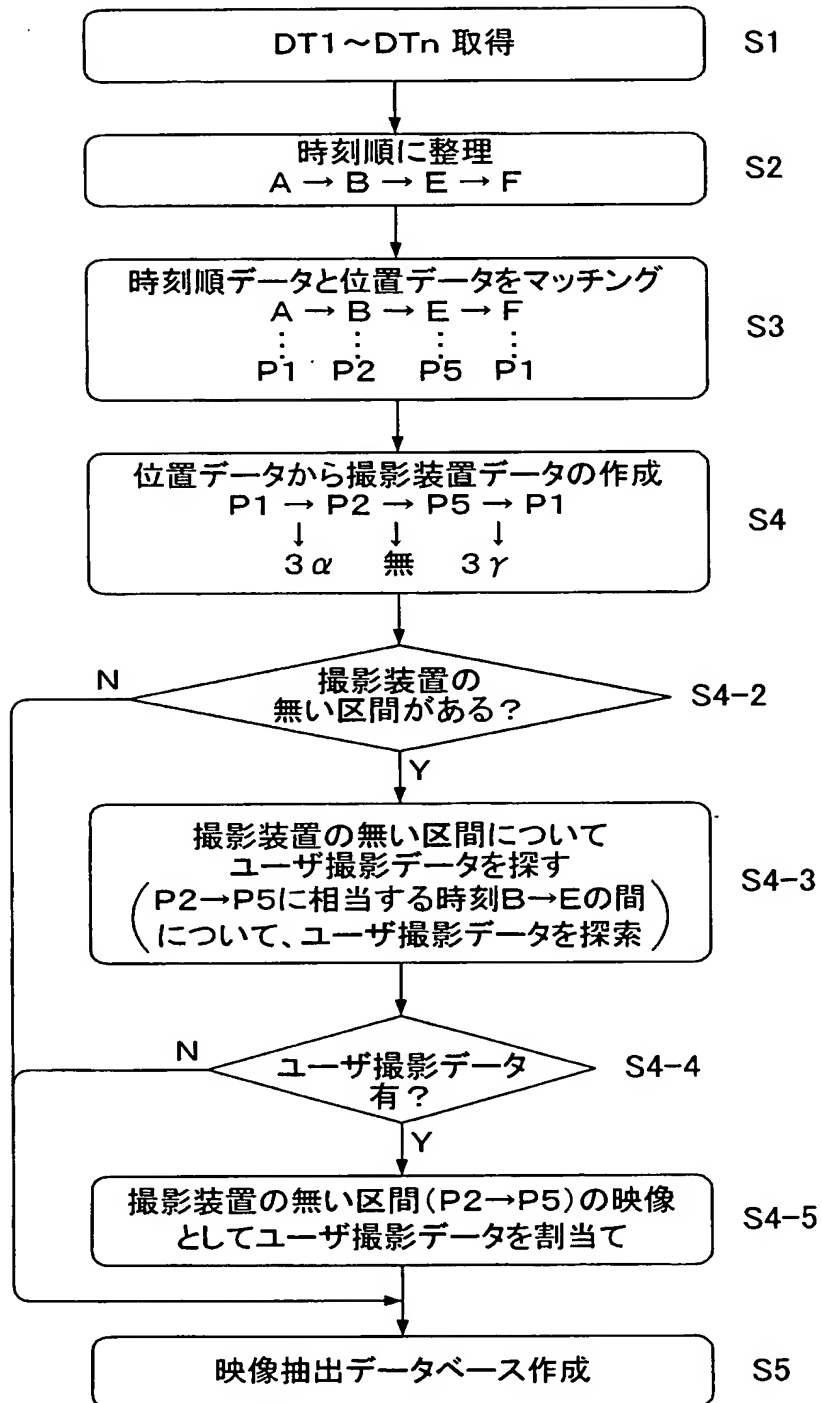 DT1～DTn 取得
S1
時刻順に整理
A → B → E → F
S2
時刻順データと位置データをマッチング
A → B → E → F
P1 P2 P5 P1
S3
位置データから撮影装置データの作成
P1 → P2 → P5 → P1
↓ ↓ ↓
3α 無 3γ
S4
撮影装置の
無い区間がある？
S4-2
N
Y
撮影装置の無い区間について
ユーザ撮影データを探す
(P2→P5に相当する時刻B→Eの間
について、ユーザ撮影データを探索)
S4-3
ユーザ撮影データ
有？
S4-4
N
Y
撮影装置の無い区間(P2→P5)の映像
としてユーザ撮影データを割当て
S4-5
映像抽出データベース作成
S5